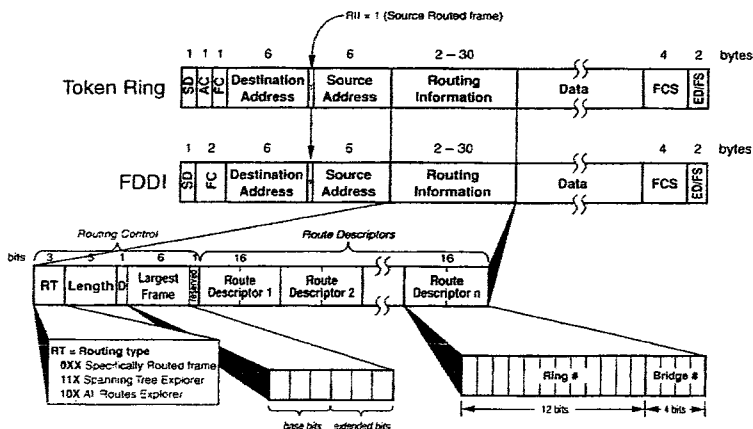 RII = 1 (Source Routed frame)
1 1 1 6 6 2–30 4 2 bytes
Token Ring SD AC FC Destination Address Source Address Routing Information Data FCS ED/FS
1 2 6 6 2–30 4 2 bytes
FDDI SD FC Destination Address Source Address Routing Information Data FCS ED/FS
Routing Control Route Descriptors
bits 3 5 1 6 1 16 16
RT Length D Largest Frame reserved Route Descriptor 1 Route Descriptor 2 Route Descriptor n
RT = Routing type
0XX Specifically Routed frame
11X Spanning Tree Explorer
10X All Routes Explorer
base bits extended bits
Ring # Bridge #
12 bits 4 bits